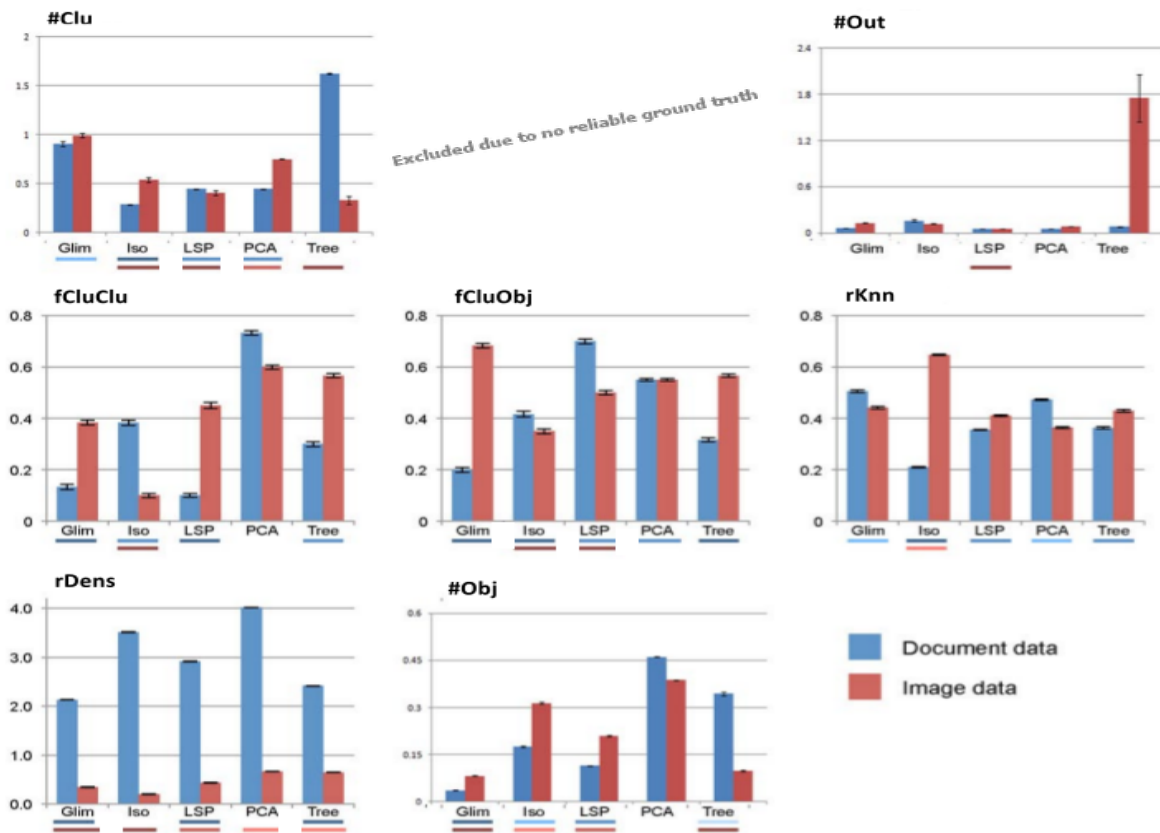 #Clu
2
1.5
1
0.5
0
Glim Iso LSP PCA Tree
Excluded due to no reliable ground truth
#Out
2.4
1.8
1.2
0.6
0
Glim Iso LSP PCA Tree
fCluClu
0.8
0.6
0.4
0.2
0
Glim Iso LSP PCA Tree
fCluObj
0.8
0.6
0.4
0.2
0
Glim Iso LSP PCA Tree
rKnn
0.8
0.6
0.4
0.2
0
Glim Iso LSP PCA Tree
rDens
4.0
3.0
2.0
1.0
0.0
Glim Iso LSP PCA Tree
#Obj
0.6
0.45
0.3
0.15
0
Glim Iso LSP PCA Tree
Document data
Image data